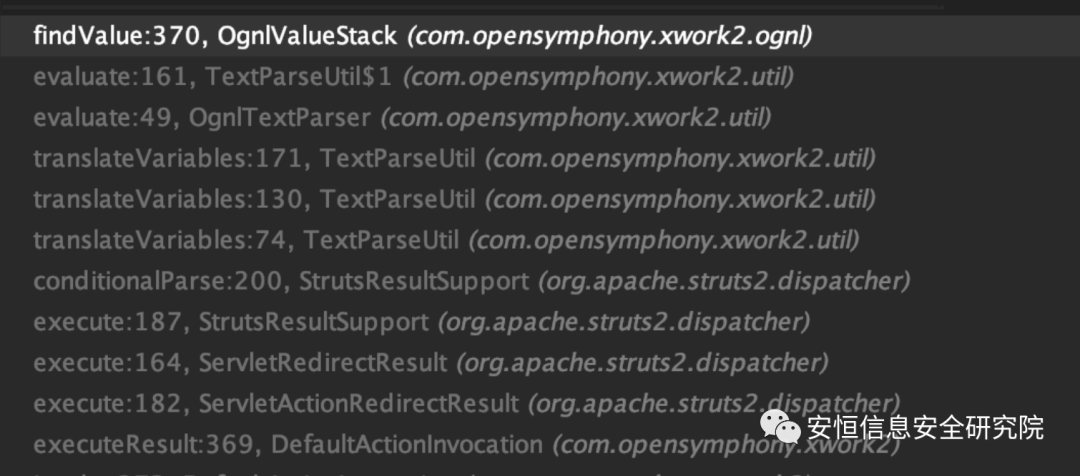 findValue:370, OgnlValueStack (com.opensymphony.xwork2.ognl)
evaluate:161, TextParseUtil$1 (com.opensymphony.xwork2.util)
evaluate:49, OgnlTextParser (com.opensymphony.xwork2.util)
translateVariables:171, TextParseUtil (com.opensymphony.xwork2.util)
translateVariables:130, TextParseUtil (com.opensymphony.xwork2.util)
translateVariables:74, TextParseUtil (com.opensymphony.xwork2.util)
conditionalParse:200, StrutsResultSupport (org.apache.struts2.dispatcher)
execute:187, StrutsResultSupport (org.apache.struts2.dispatcher)
execute:164, ServletRedirectResult (org.apache.struts2.dispatcher)
execute:182, ServletActionRedirectResult (org.apache.struts2.dispatcher)
executeResult:369, DefaultActionInvocation (com.opensymphony.xwork2)
安恒信息安全研究院